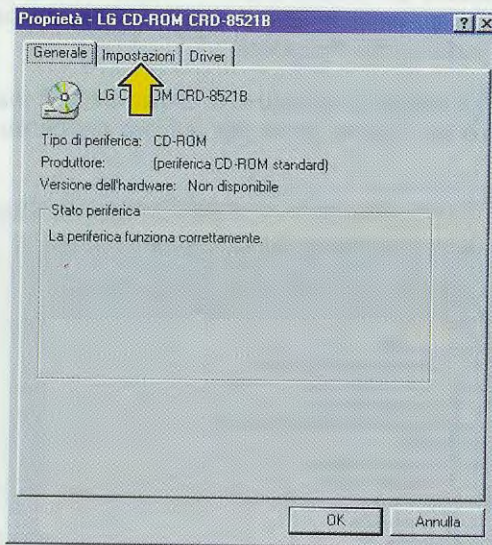 Proprietà - LG CD-ROM CRD-8521B
? ×
Generale Impostazioni Driver
LG C OM CRD-8521B
Tipo di periferica: CD-ROM
Produttore: (periferica CD-ROM standard)
Versione dell'hardware: Non disponibile
Stato periferica
La periferica funziona correttamente.
OK Annulla